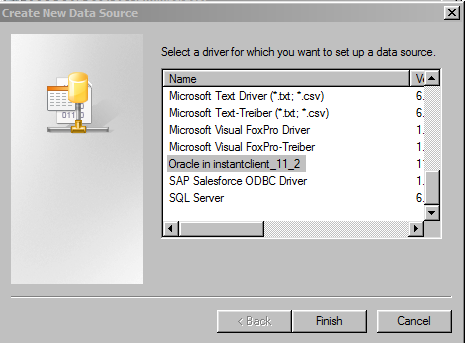 Create New Data Source
Select a driver for which you want to set up a data source.
Name
Microsoft Text Driver (*.txt; *.csv) 6.
Microsoft Text-Treiber (*.txt; *.csv) 6.
Microsoft Visual FoxPro Driver 1.
Microsoft Visual FoxPro-Treiber 1.
Oracle in instantclient_11_2
SAP Salesforce ODBC Driver 1.
SQL Server 6.
< Back Finish Cancel